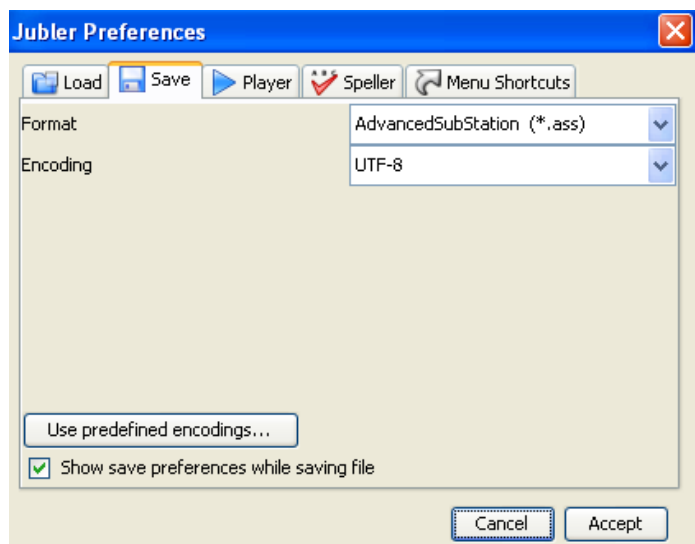 Jubler Preferences
Load Save Player Speller Menu Shortcuts
Format AdvancedSubStation (*.ass)
Encoding UTF-8
Use predefined encodings...
Show save preferences while saving file
Cancel Accept